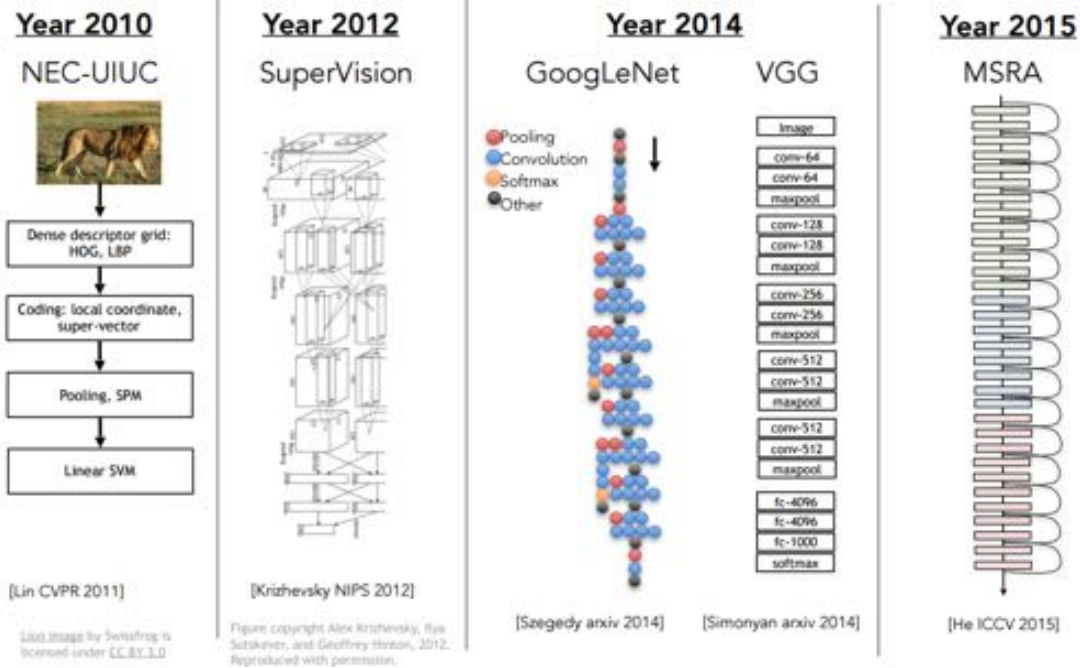 Year 2010
NEC-UIUC
Dense descriptor grid:
HOG, LBP
Coding: local coordinate,
super-vector
Pooling, SPM
Linear SVM
[Lin CVPR 2011]
Lion image by Swissfrog is
licensed under CC BY 3.0
Year 2012
SuperVision
[Krizhevsky NIPS 2012]
Figure copyright Alex Krizhevsky, Ilya
Sutskever, and Geoffrey Hinton, 2012.
Reproduced with permission.
Year 2014
GoogLeNet
Pooling
Convolution
Softmax
Other
[Szegedy arxiv 2014]
VGG
Image
conv-64
conv-64
maxpool
conv-128
conv-128
maxpool
conv-256
conv-256
maxpool
conv-512
conv-512
maxpool
conv-512
conv-512
maxpool
fc-4096
fc-4096
fc-1000
softmax
[Simonyan arxiv 2014]
Year 2015
MSRA
[He ICCV 2015]